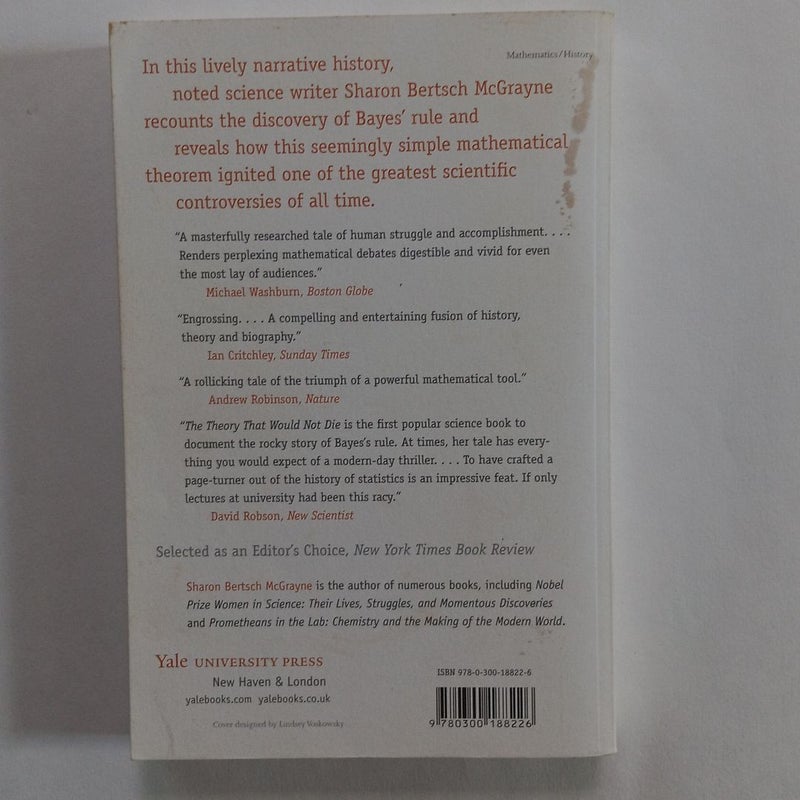 Mathematics/History
In this lively narrative history,
noted science writer Sharon Bertsch McGrayne
recounts the discovery of Bayes' rule and
reveals how this seemingly simple mathematical
theorem ignited one of the greatest scientific
controversies of all time.
"A masterfully researched tale of human struggle and accomplishment. . . .
Renders perplexing mathematical debates digestible and vivid for even
the most lay of audiences."
Michael Washburn, Boston Globe
"Engrossing. . . . A compelling and entertaining fusion of history,
theory and biography."
Ian Critchley, Sunday Times
"A rollicking tale of the triumph of a powerful mathematical tool."
Andrew Robinson, Nature
"The Theory That Would Not Die is the first popular science book to
document the rocky story of Bayes's rule. At times, her tale has every-
thing you would expect of a modern-day thriller. . . . To have crafted a
page-turner out of the history of statistics is an impressive feat. If only
lectures at university had been this racy."
David Robson, New Scientist
Selected as an Editor's Choice, New York Times Book Review
Sharon Bertsch McGrayne is the author of numerous books, including Nobel
Prize Women in Science: Their Lives, Struggles, and Momentous Discoveries
and Prometheans in the Lab: Chemistry and the Making of the Modern World.
Yale UNIVERSITY PRESS
New Haven & London
yalebooks.com yalebooks.co.uk
Cover designed by Lindsey Voskowsky
ISBN 978-0-300-18822-6
9 780300 188226